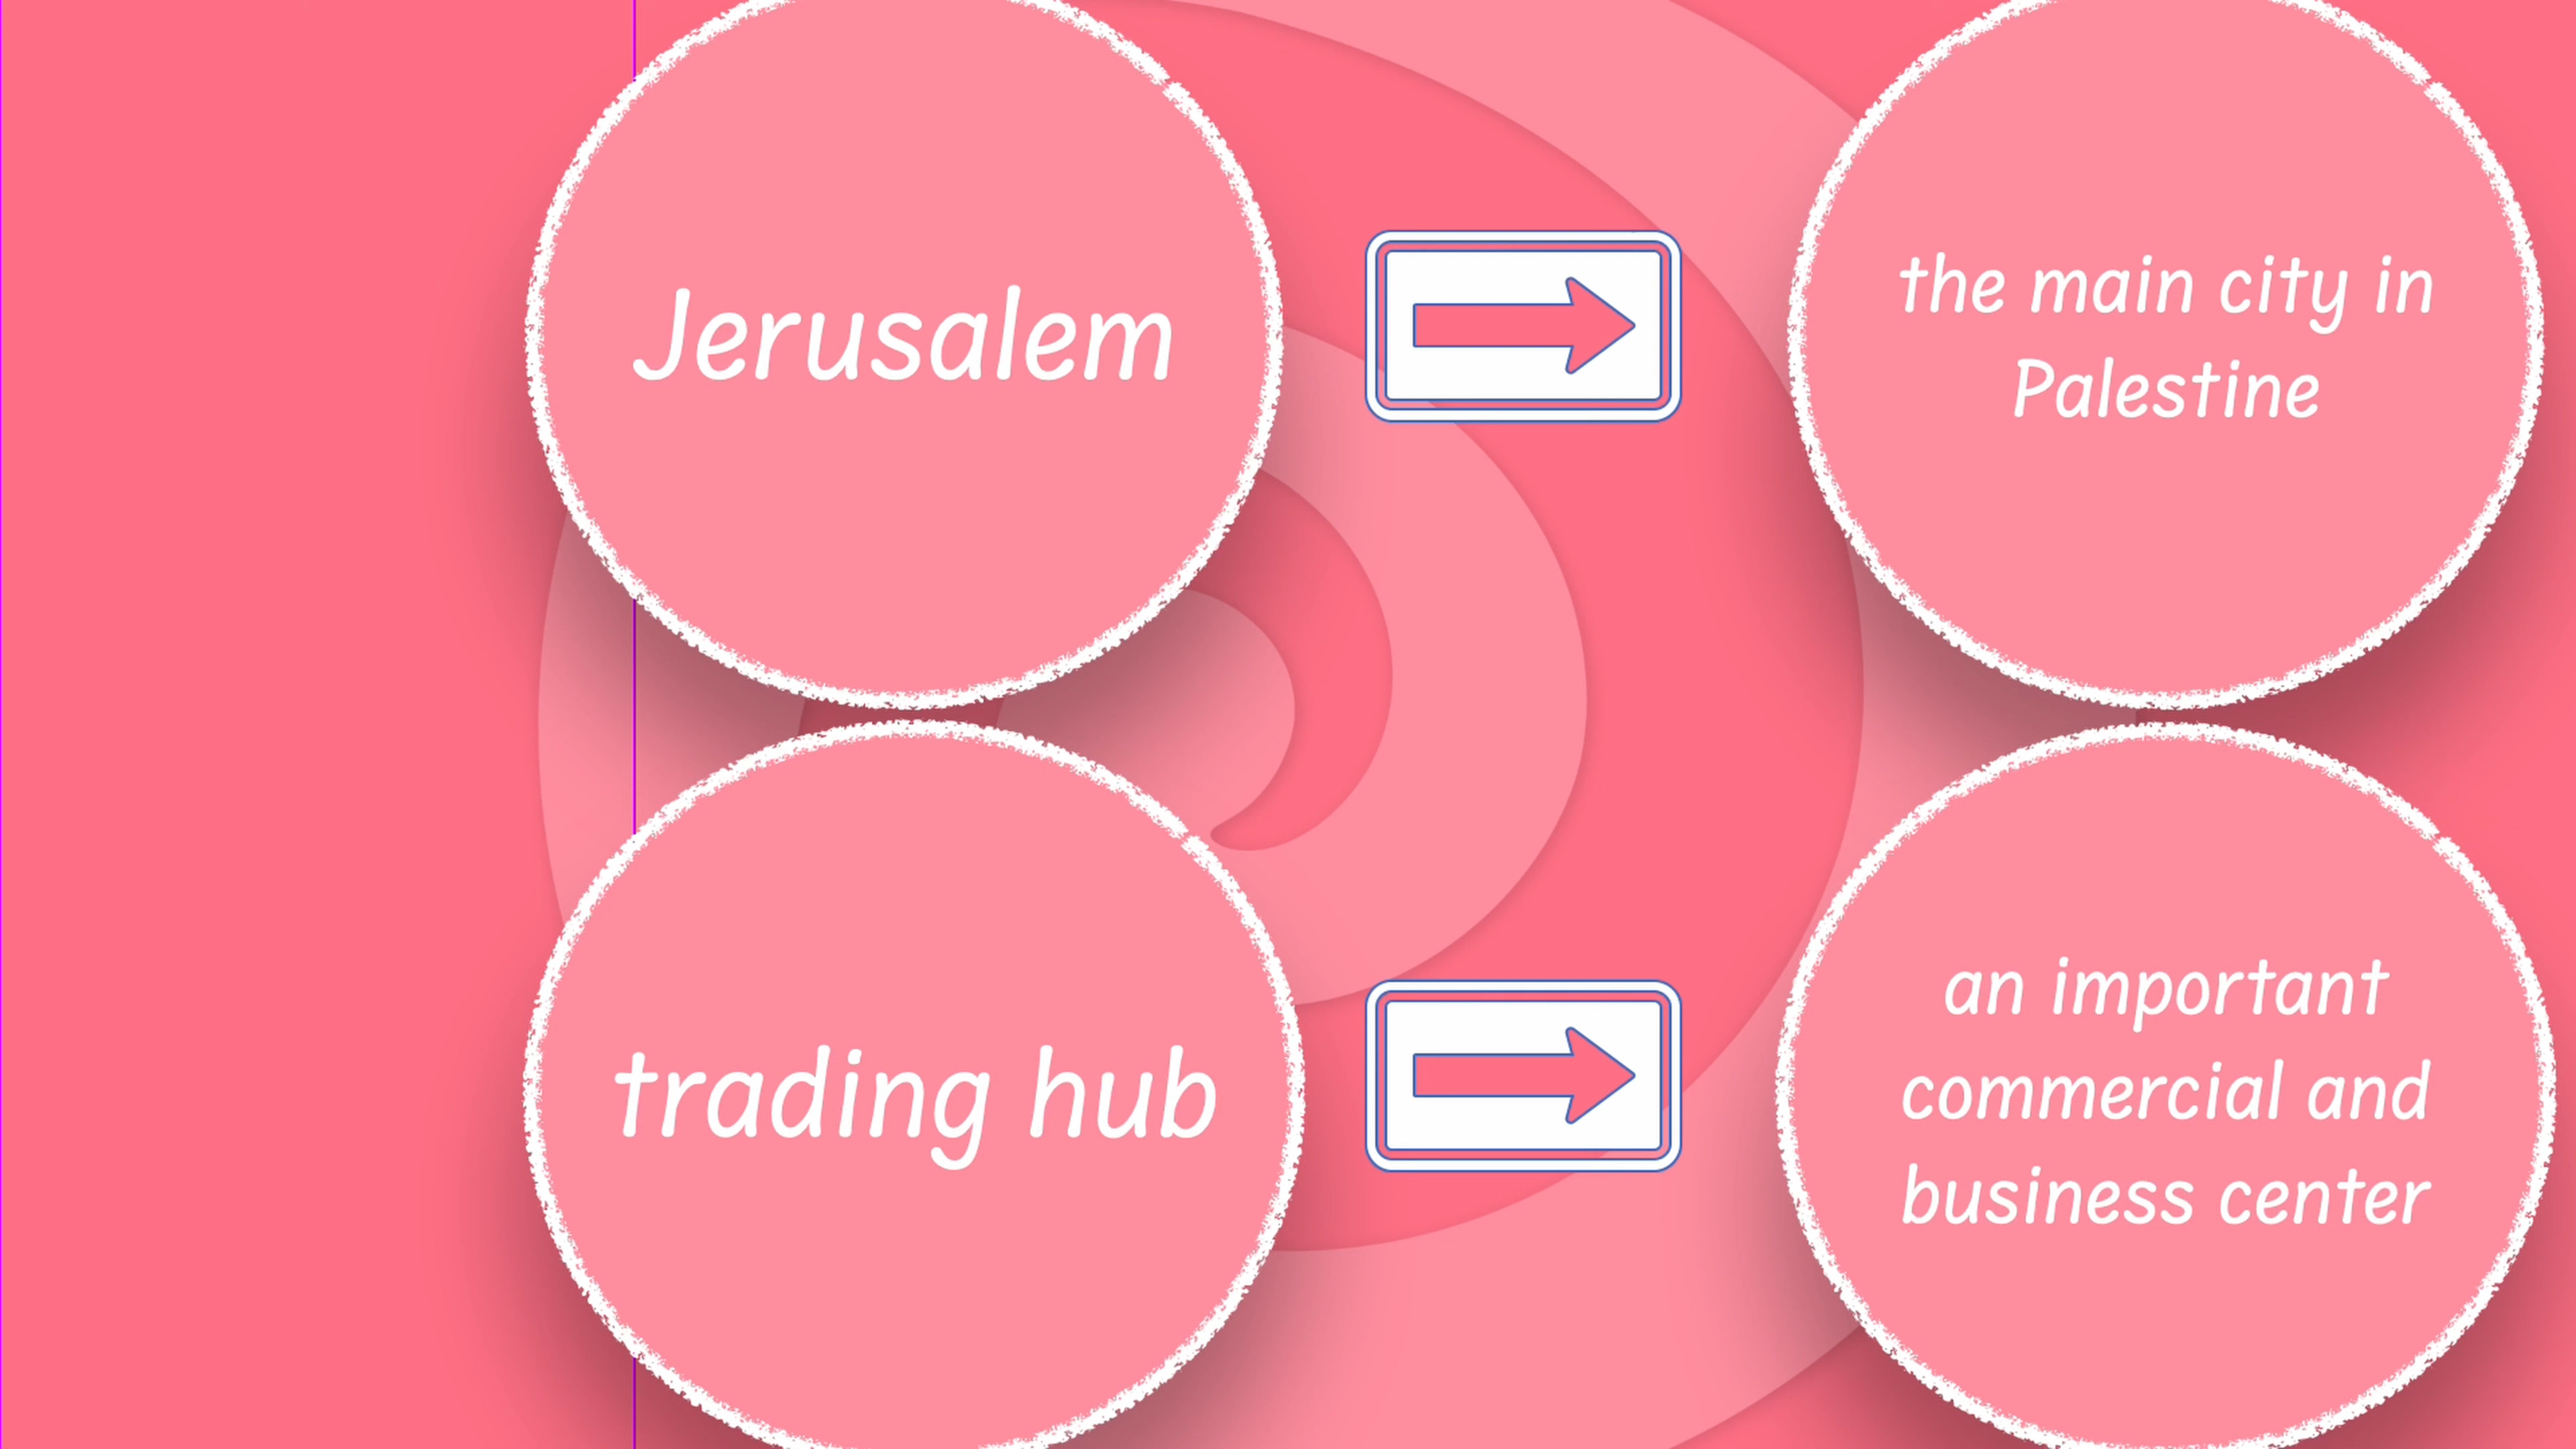 Jerusalem
the main city in
Palestine
trading hub
an important
commercial and
business center